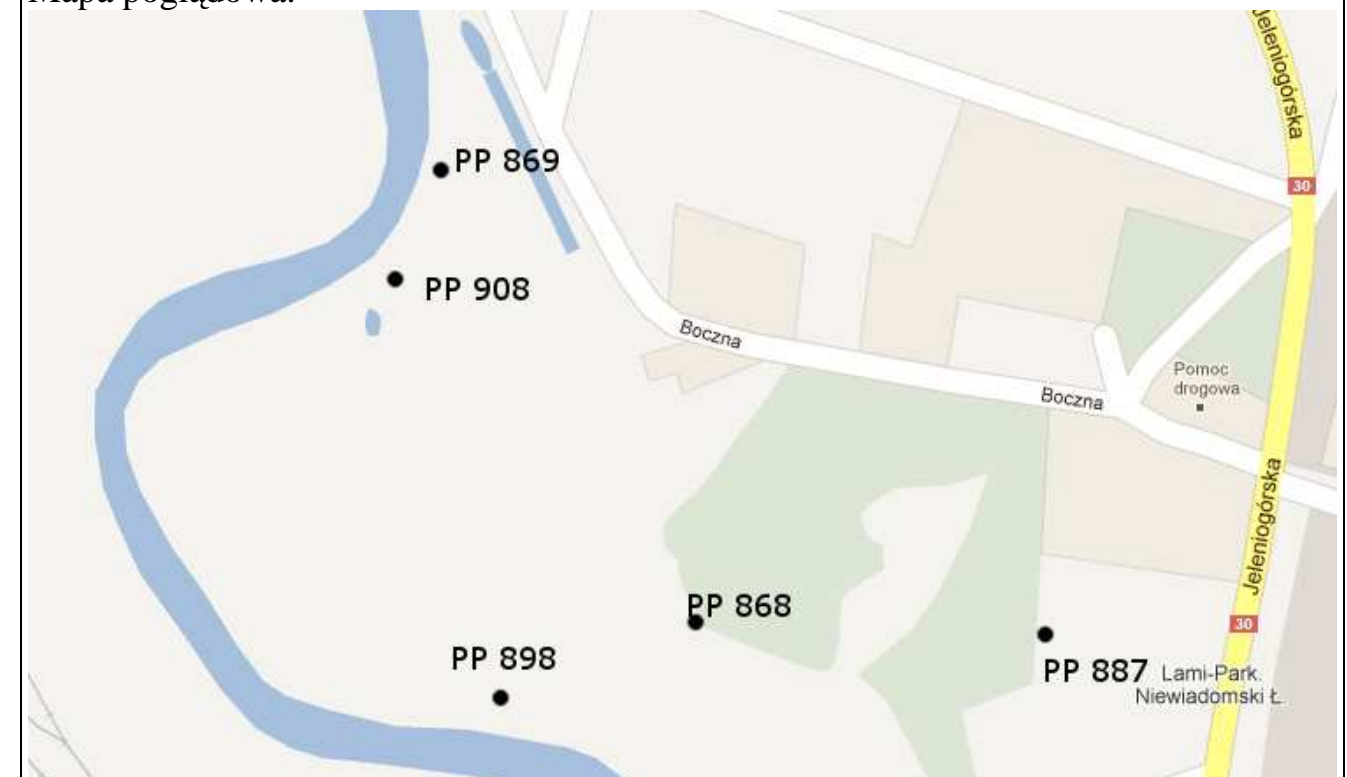 Mapa poglądowa:
Jeleniogórska
PP 869
30
PP 908
Boczna
Pomoc
drogowa
Boczna
Jeleniogórska
PP 868
30
PP 898
PP 887
Lami-Park.
Niewiadomski Ł.